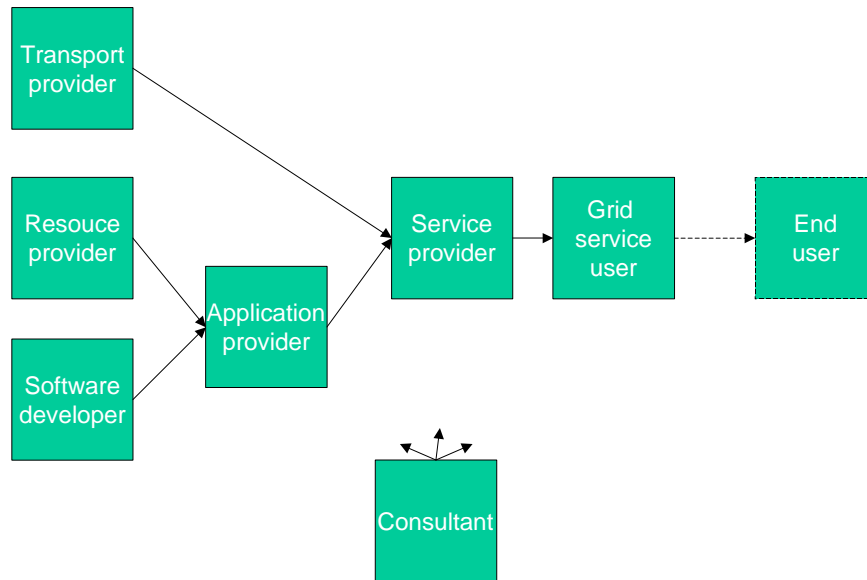 Transport
provider
Resouce
provider
Software
developer
Application
provider
Service
provider
Grid
service
user
End
user
Consultant